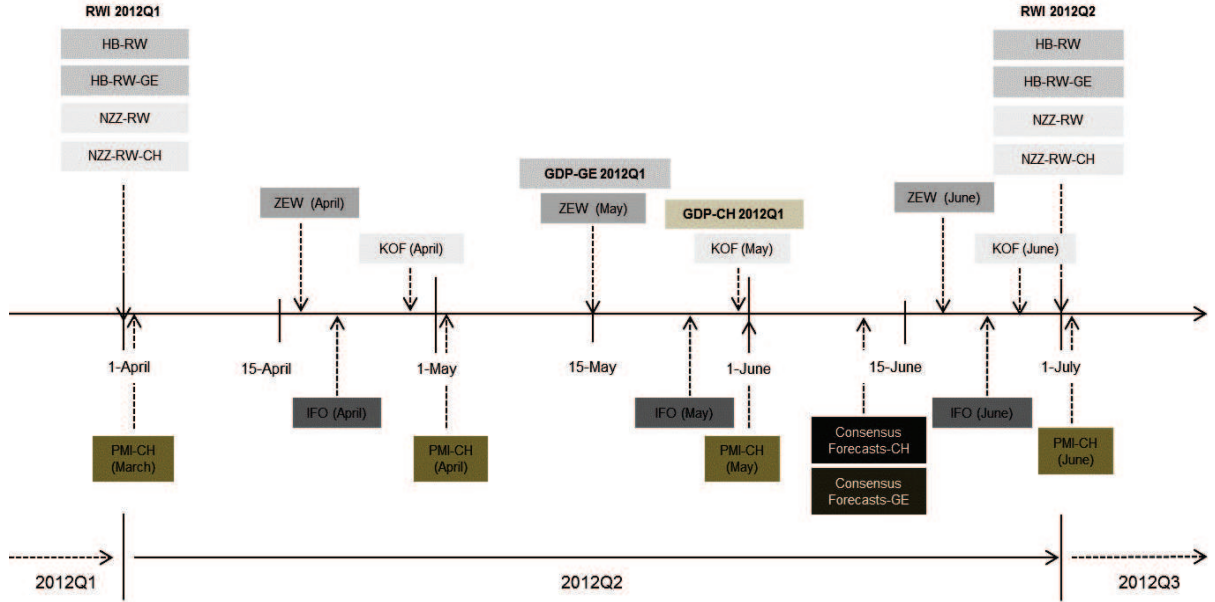 RWI 2012Q1
HB-RW
HB-RW-GE
NZZ-RW
NZZ-RW-CH
RWI 2012Q2
HB-RW
HB-RW-GE
NZZ-RW
NZZ-RW-CH
ZEW (April)
KOF (April)
GDP-GE 2012Q1
ZEW (May)
GDP-CH 2012Q1
KOF (May)
ZEW (June)
KOF (June)
1-April
15-April
1-May
15-May
1-June
15-June
1-July
PMI-CH
(March)
IFO (April)
PMI-CH
(April)
IFO (May)
PMI-CH
(May)
Consensus
Forecasts-CH
Consensus
Forecasts-GE
IFO (June)
PMI-CH
(June)
2012Q1
2012Q2
2012Q3